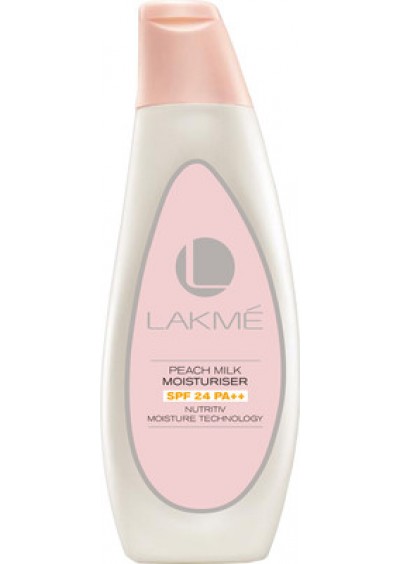 L
LAKMÉ
PEACH MILK
MOISTURISER
SPF 24 PA++
NUTRITIV
MOISTURE TECHNOLOGY